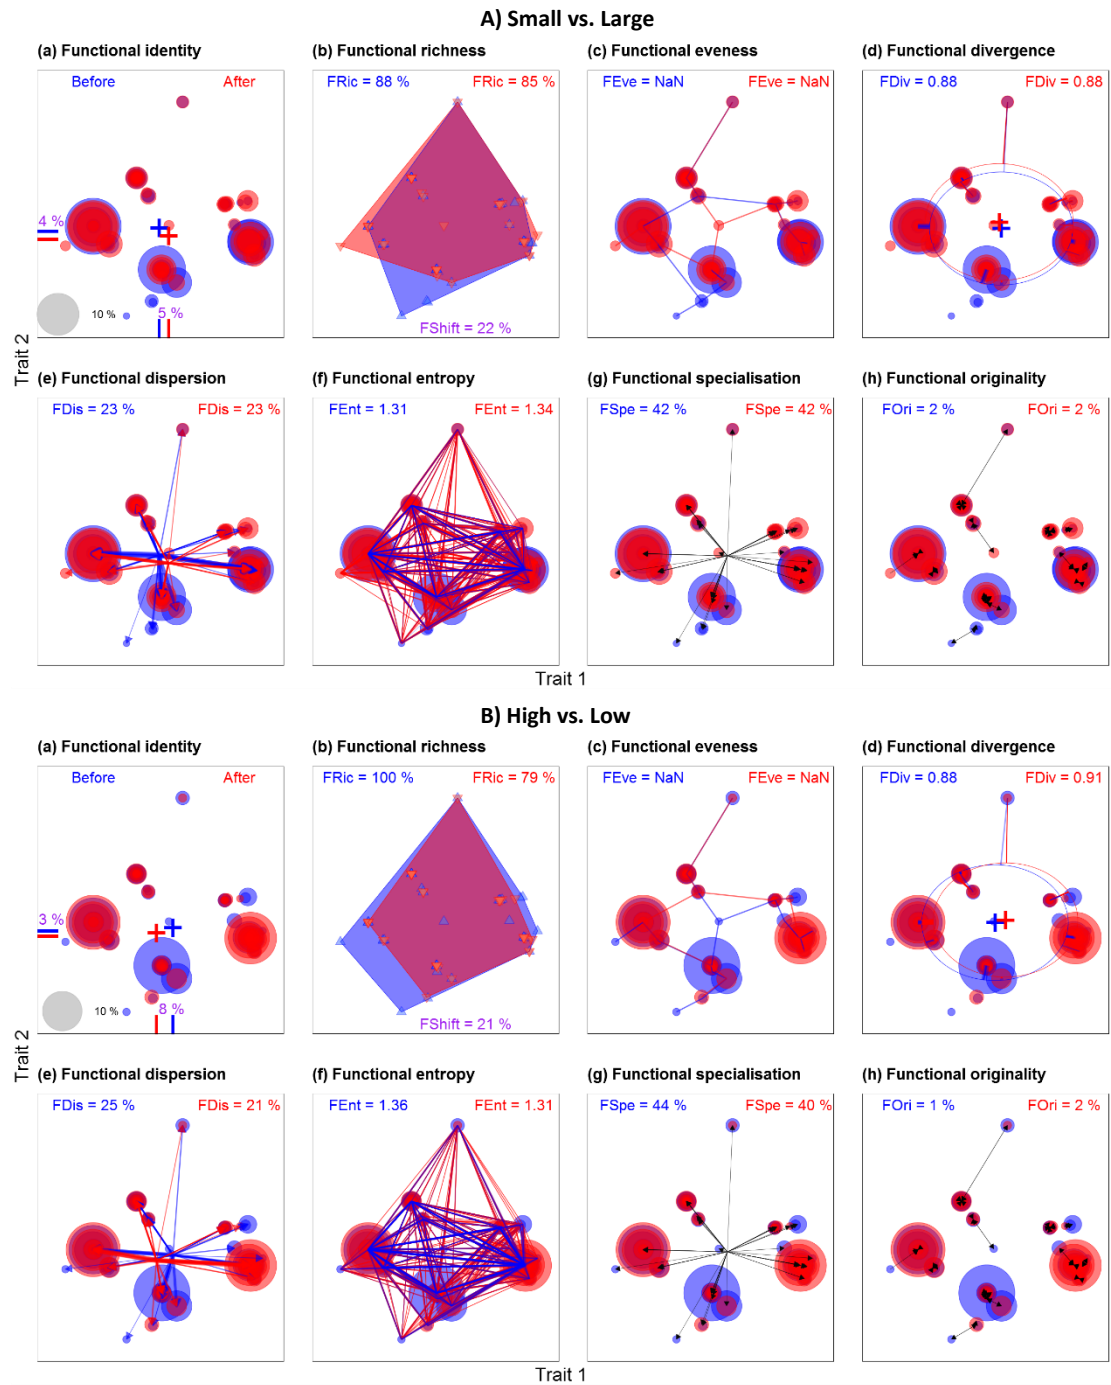 A) Small vs. Large
(a) Functional identity
(b) Functional richness
(c) Functional eveness
(d) Functional divergence
Before
After
FRic = 88 %
FRic = 85 %
FEve = NaN
FEve = NaN
FDiv = 0.88
FDiv = 0.88
4 %
10 %
5 %
FShift = 22 %
Trait 2
(e) Functional dispersion
(f) Functional entropy
(g) Functional specialisation
(h) Functional originality
FDis = 23 %
FDis = 23 %
FEnt = 1.31
FEnt = 1.34
FSpe = 42 %
FSpe = 42 %
FOri = 2 %
FOri = 2 %
Trait 1
B) High vs. Low
(a) Functional identity
(b) Functional richness
(c) Functional eveness
(d) Functional divergence
Before
After
FRic = 100 %
FRic = 79 %
FEve = NaN
FEve = NaN
FDiv = 0.88
FDiv = 0.91
3 %
10 %
8 %
FShift = 21 %
Trait 2
(e) Functional dispersion
(f) Functional entropy
(g) Functional specialisation
(h) Functional originality
FDis = 25 %
FDis = 21 %
FEnt = 1.36
FEnt = 1.31
FSpe = 44 %
FSpe = 40 %
FOri = 1 %
FOri = 2 %
Trait 1